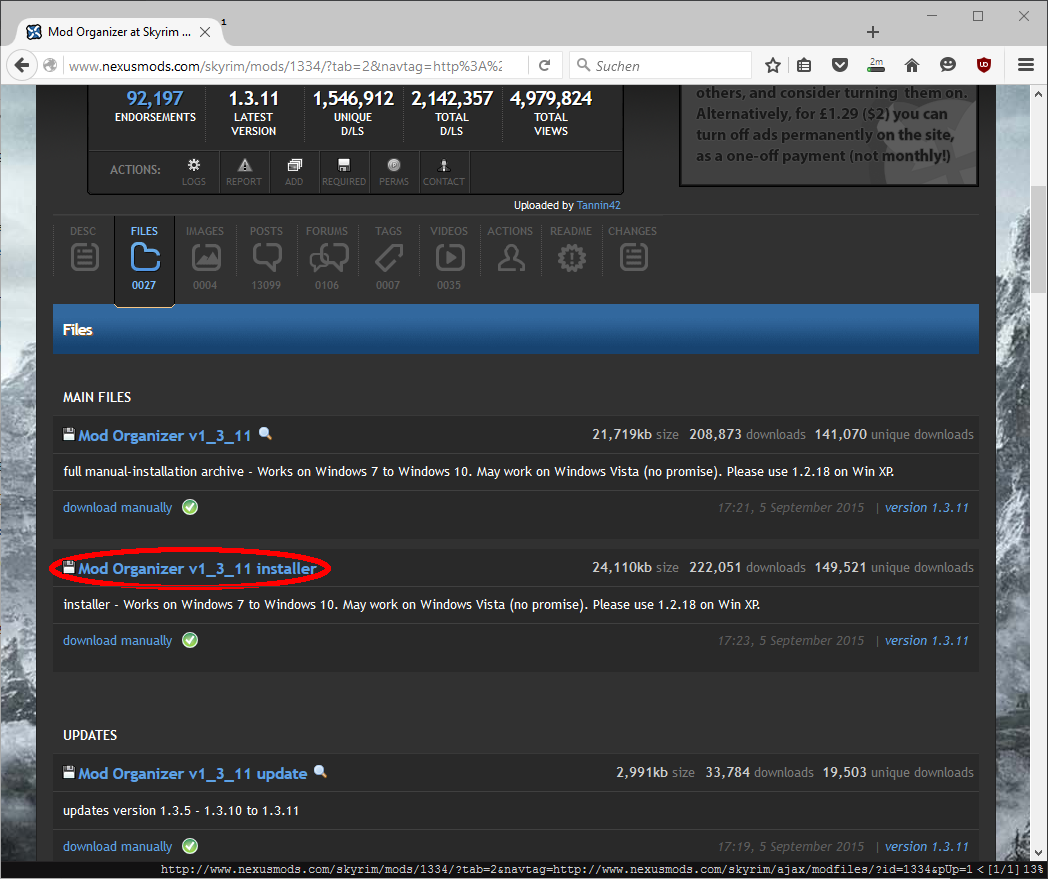 Mod Organizer at Skyrim ...
1
www.nexusmods.com/skyrim/mods/1334/?tab=2&navtag=http%3A%2
Suchen
2m
92,197 1.3.11 1,546,912 2,142,357 4,979,824
ENDORSEMENTS LATEST VERSION UNIQUE D/LS TOTAL D/LS TOTAL VIEWS
others, and consider turning them on.
Alternatively, for £1.29 ($2) you can
turn off ads permanently on the site,
as a one-off payment (not monthly!)
ACTIONS: LOGS REPORT ADD REQUIRED PERMS CONTACT
Uploaded by Tannin42
DESC FILES IMAGES POSTS FORUMS TAGS VIDEOS ACTIONS README CHANGES
0027 0004 13099 0106 0007 0035
Files
MAIN FILES
Mod Organizer v1_3_11 21,719kb size 208,873 downloads 141,070 unique downloads
full manual-installation archive - Works on Windows 7 to Windows 10. May work on Windows Vista (no promise). Please use 1.2.18 on Win XP.
download manually 17:21, 5 September 2015 | version 1.3.11
Mod Organizer v1_3_11 installer 24,110kb size 222,051 downloads 149,521 unique downloads
installer - Works on Windows 7 to Windows 10. May work on Windows Vista (no promise). Please use 1.2.18 on Win XP.
download manually 17:23, 5 September 2015 | version 1.3.11
UPDATES
Mod Organizer v1_3_11 update 2,991kb size 33,784 downloads 19,503 unique downloads
updates version 1.3.5 - 1.3.10 to 1.3.11
download manually 17:19, 5 September 2015 | version 1.3.11
http://www.nexusmods.com/skyrim/mods/1334/?tab=2&navtag=http://www.nexusmods.com/skyrim/ajax/modfiles/?id=1334&pUp=1 < [1/1] 13%